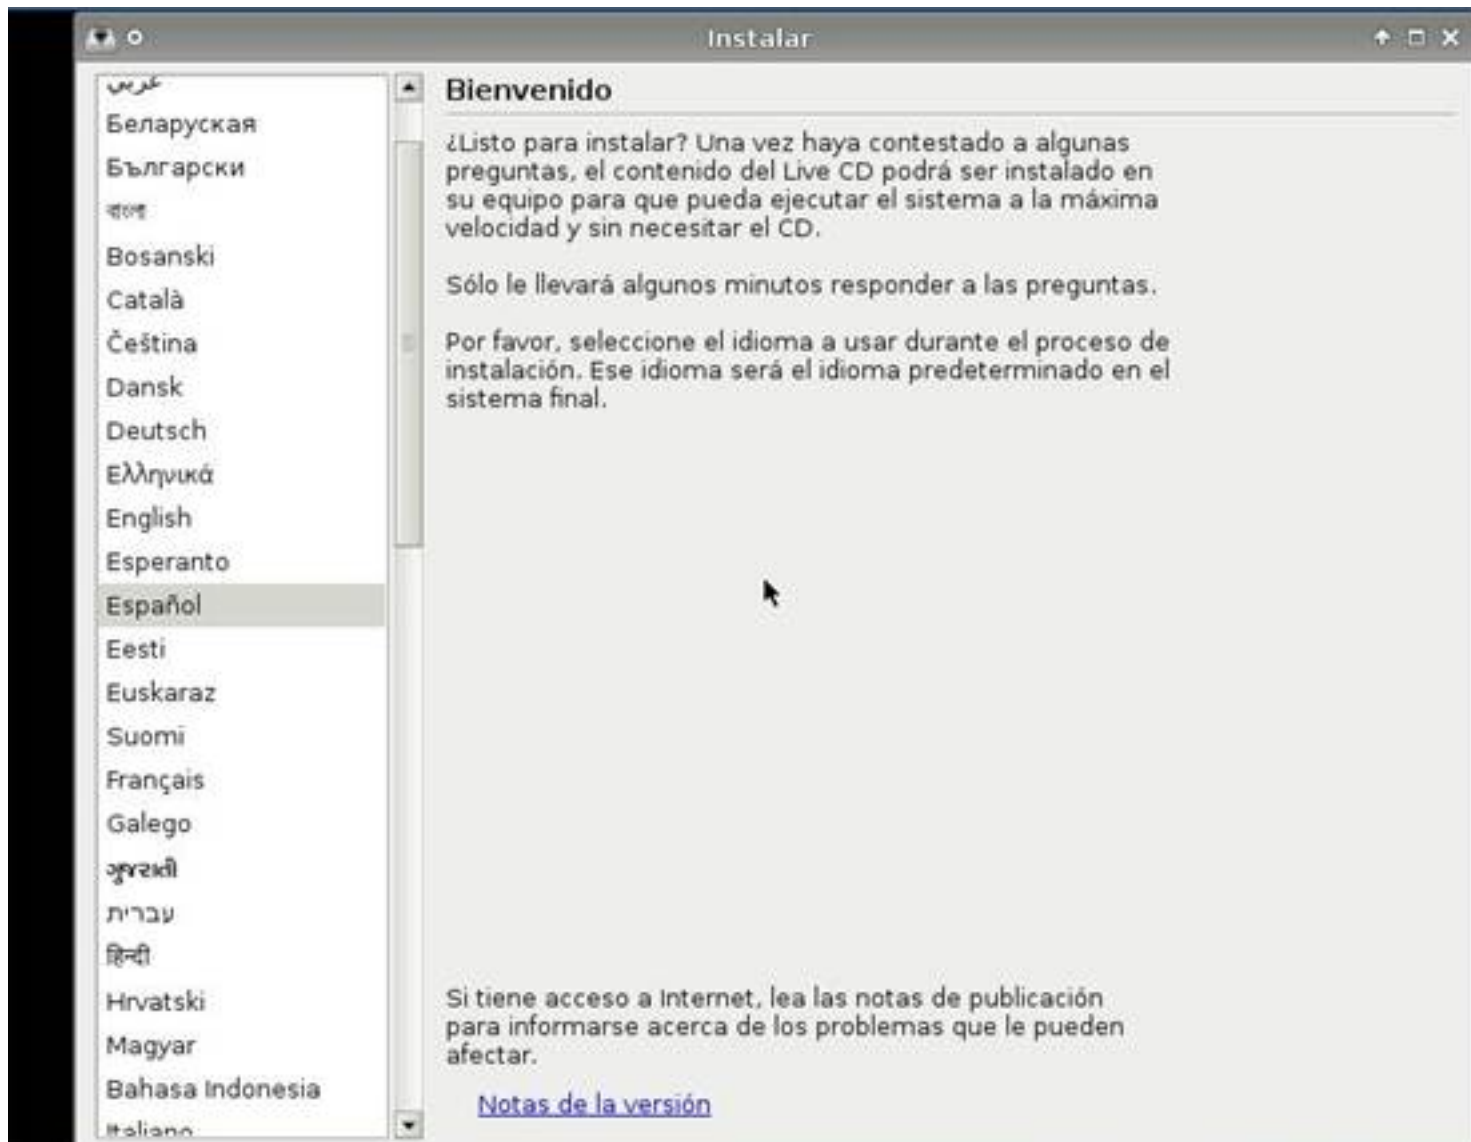 Instalar
عربي
Беларуская
Български
বাংলা
Bosanski
Català
Čeština
Dansk
Deutsch
Ελληνικά
English
Esperanto
Español
Eesti
Euskaraz
Suomi
Français
Galego
ગુજરાતી
עברית
हिन्दी
Hrvatski
Magyar
Bahasa Indonesia
Italiano
Bienvenido
¿Listo para instalar? Una vez haya contestado a algunas
preguntas, el contenido del Live CD podrá ser instalado en
su equipo para que pueda ejecutar el sistema a la máxima
velocidad y sin necesitar el CD.
Sólo le llevará algunos minutos responder a las preguntas.
Por favor, seleccione el idioma a usar durante el proceso de
instalación. Ese idioma será el idioma predeterminado en el
sistema final.
Si tiene acceso a Internet, lea las notas de publicación
para informarse acerca de los problemas que le pueden
afectar.
Notas de la versión